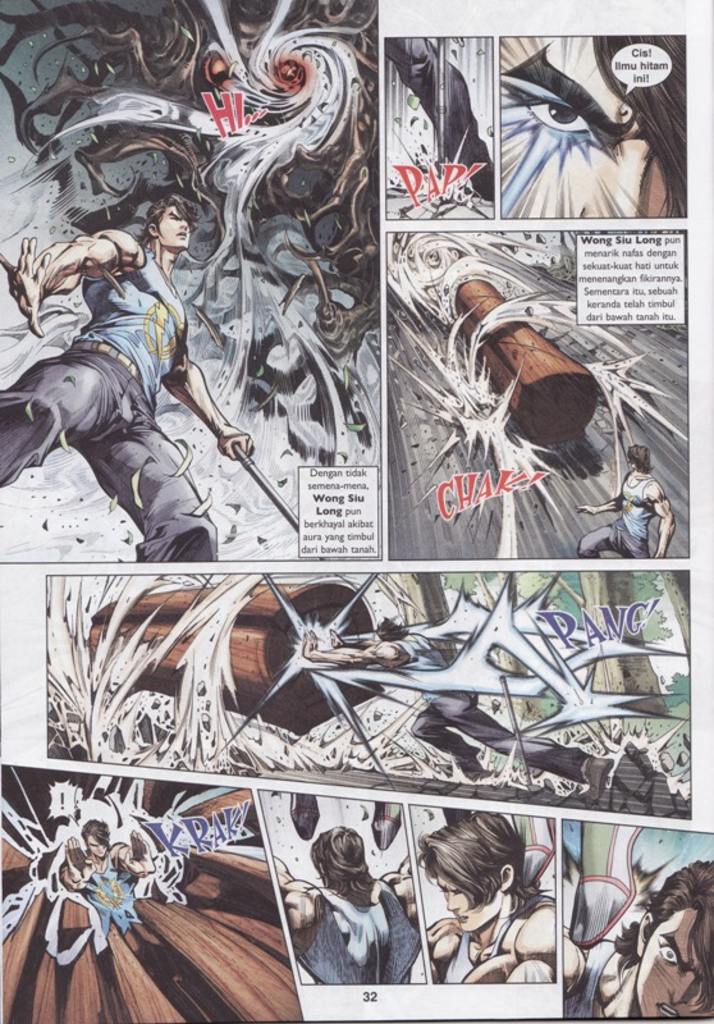 HI...
Dengan tidak
semena-mena,
Wong Siu
Long pun
berkhayal akibat
aura yang timbul
dari bawah tanah.
PAP!
Cis!
Ilmu hitam
ini!
Wong Siu Long pun
menarik nafas dengan
sekuat-kuat hati untuk
menenangkan fikirannya.
Sementara itu, sebuah
keranda telah timbul
dari bawah tanah itu.
CHAK
PANG!
KRAK!
32